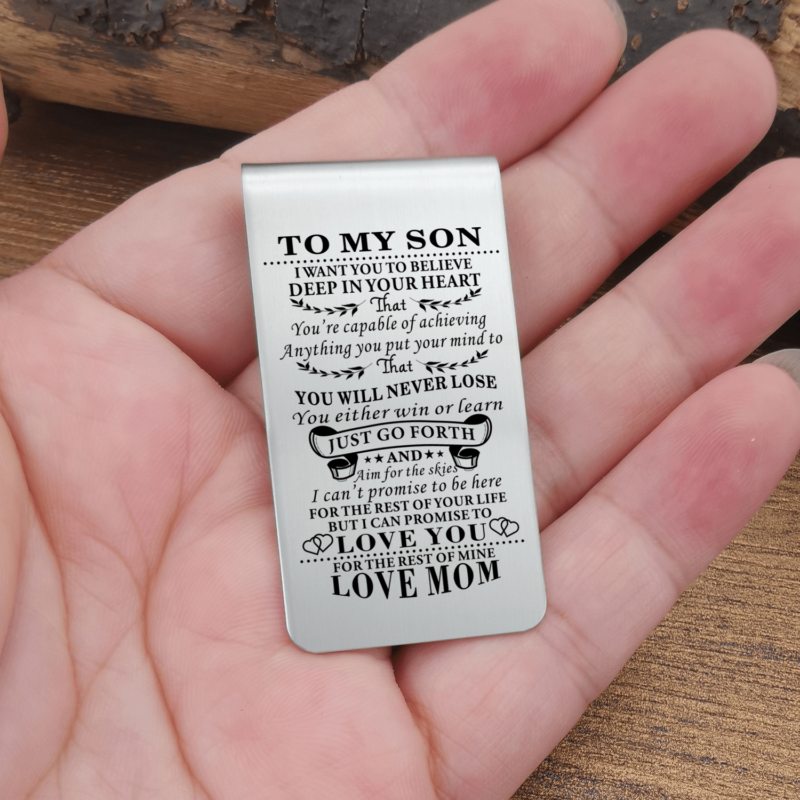 TO MY SON
I WANT YOU TO BELIEVE
DEEP IN YOUR HEART
That
You're capable of achieving
Anything you put your mind to
That
YOU WILL NEVER LOSE
You either win or learn
JUST GO FORTH
AND
Aim for the skies
I can't promise to be here
FOR THE REST OF YOUR LIFE
BUT I CAN PROMISE TO
LOVE YOU
FOR THE REST OF MINE
LOVE MOM